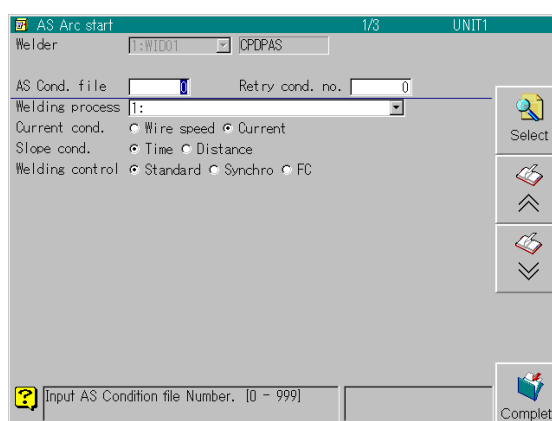 AS Arc start 1/3 UNIT1
Welder 1:WID01 CPDPAS
AS Cond. file 0 Retry cond. no. 0
Welding process 1:
Current cond. Wire speed Current
Select
Slope cond. Time Distance
Welding control Standard Synchro FC
Input AS Condition file Number. [0 - 999]
Complet